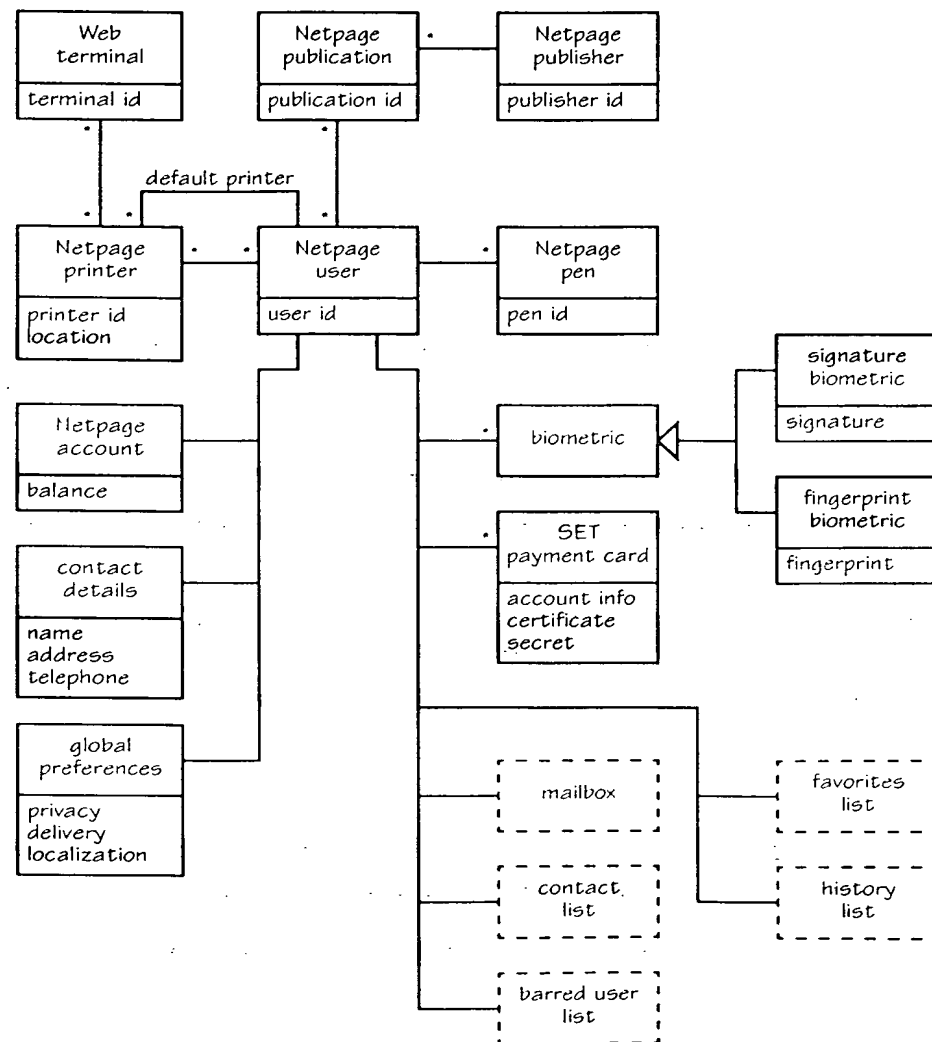 Web
terminal
terminal id
Netpage
publication
publication id
Netpage
publisher
publisher id
default printer
Netpage
printer
printer id
location
Netpage
user
user id
Netpage
pen
pen id
Netpage
account
balance
biometric
signature
biometric
signature
fingerprint
biometric
fingerprint
SET
payment card
account info
certificate
secret
contact
details
name
address
telephone
global
preferences
privacy
delivery
localization
mailbox
favorites
list
contact
list
history
list
barred user
list